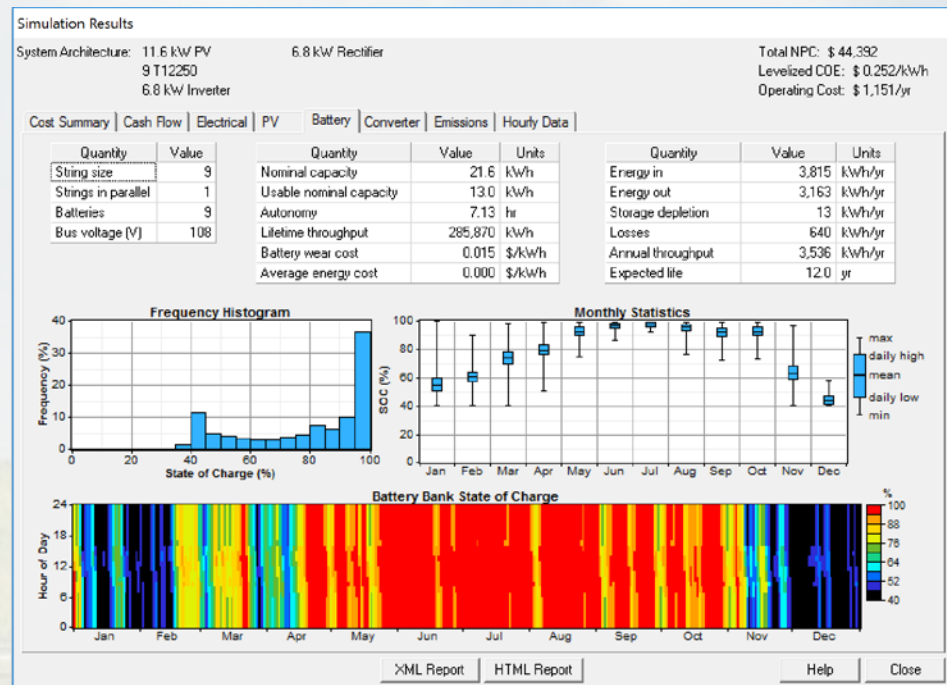 Simulation Results
System Architecture: 11.6 kW PV 6.8 kW Rectifier
9 T12250
6.8 kW Inverter
Total NPC: $ 44,392
Levelized COE: $ 0.252/kWh
Operating Cost: $ 1,151/yr
Cost Summary Cash Flow Electrical PV Battery Converter Emissions Hourly Data
Quantity Value
String size 9
Strings in parallel 1
Batteries 9
Bus voltage (V) 108
Quantity Value Units
Nominal capacity 21.6 kWh
Usable nominal capacity 13.0 kWh
Autonomy 7.13 hr
Lifetime throughput 285,870 kWh
Battery wear cost 0.015 $/kWh
Average energy cost 0.000 $/kWh
Quantity Value Units
Energy in 3,815 kWh/yr
Energy out 3,163 kWh/yr
Storage depletion 13 kWh/yr
Losses 640 kWh/yr
Annual throughput 3,536 kWh/yr
Expected life 12.0 yr
Frequency Histogram
Frequency (%)
40
30
20
10
0
0 20 40 60 80 100
State of Charge (%)
Monthly Statistics
SOC (%)
100
80
60
40
20
0
Jan Feb Mar Apr May Jun Jul Aug Sep Oct Nov Dec
max
daily high
mean
daily low
min
Battery Bank State of Charge
Hour of Day
24
18
12
6
0
Jan Feb Mar Apr May Jun Jul Aug Sep Oct Nov Dec
%
100
88
76
64
52
40
XML Report HTML Report Help Close